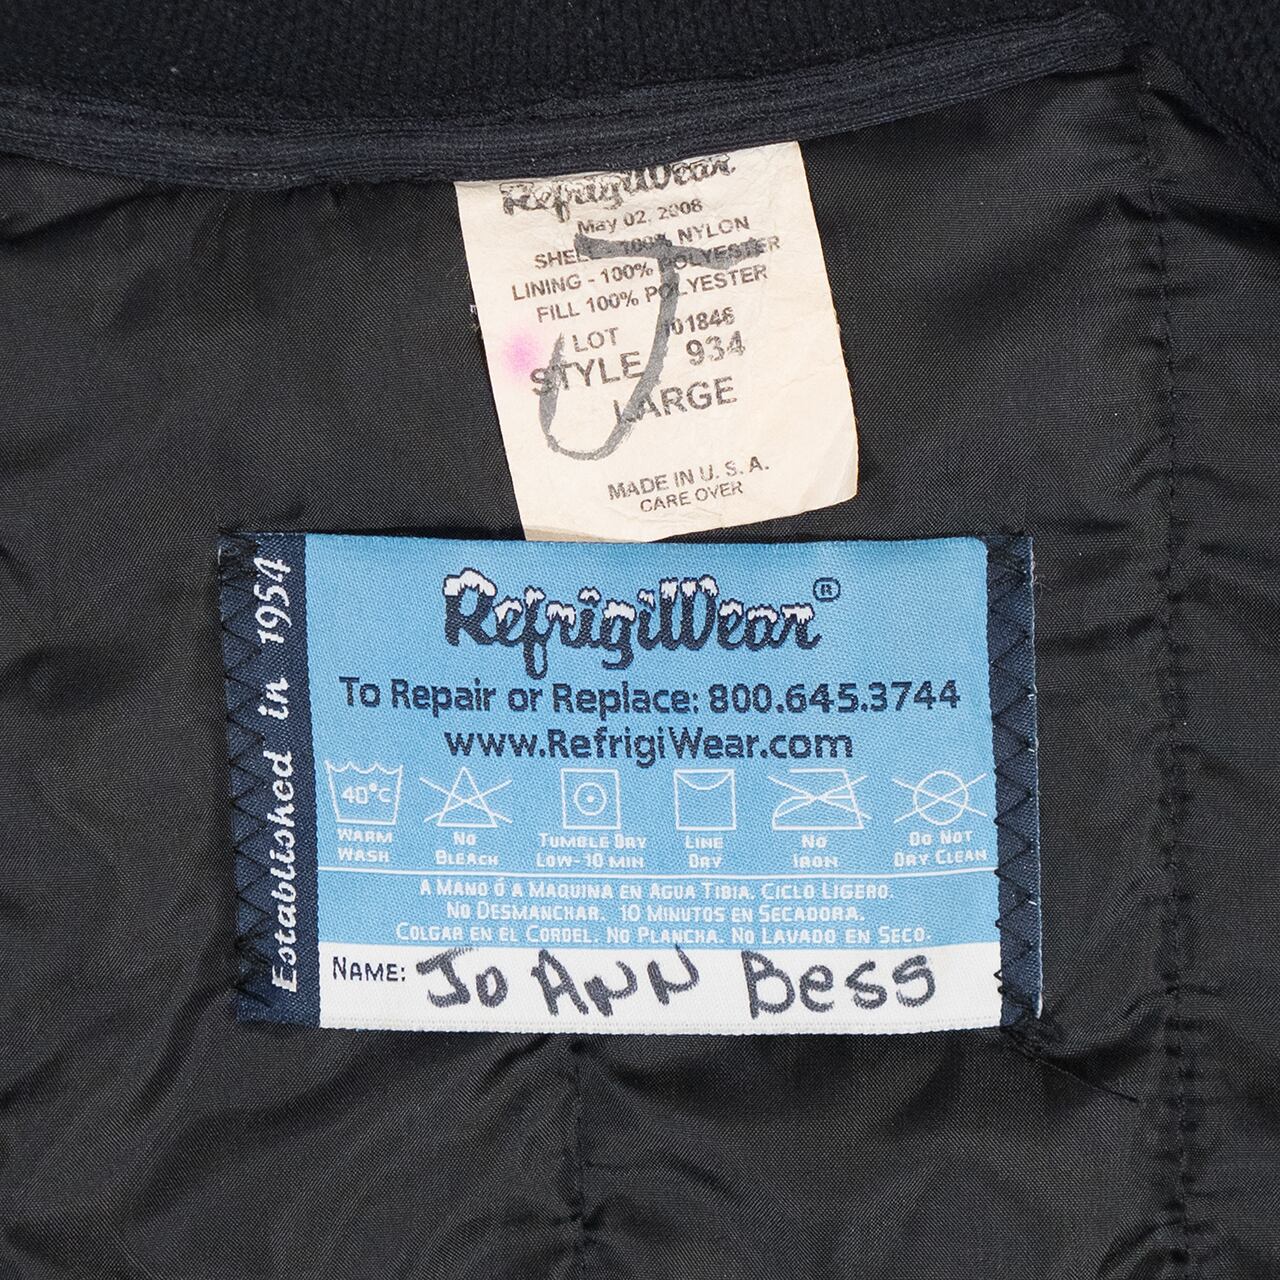 RefrigiWear
May 02, 2008
SHELL - 100% NYLON
LINING - 100% POLYESTER
FILL 100% POLYESTER
LOT 101846
STYLE 934
LARGE
J
MADE IN U. S. A.
CARE OVER
Established in 1954
RefrigiWear®
To Repair or Replace: 800.645.3744
www.RefrigiWear.com
40°C
WARM WASH
NO BLEACH
TUMBLE DRY LOW-10 MIN
LINE DRY
NO IRON
DO NOT DRY CLEAN
A MANO Ó A MAQUINA EN AGUA TIBIA. CICLO LIGERO.
NO DESMANCHAR. 10 MINUTOS EN SECADORA.
COLGAR EN EL CORDEL. NO PLANCHA. NO LAVADO EN SECO.
NAME: Jo Ann Bess